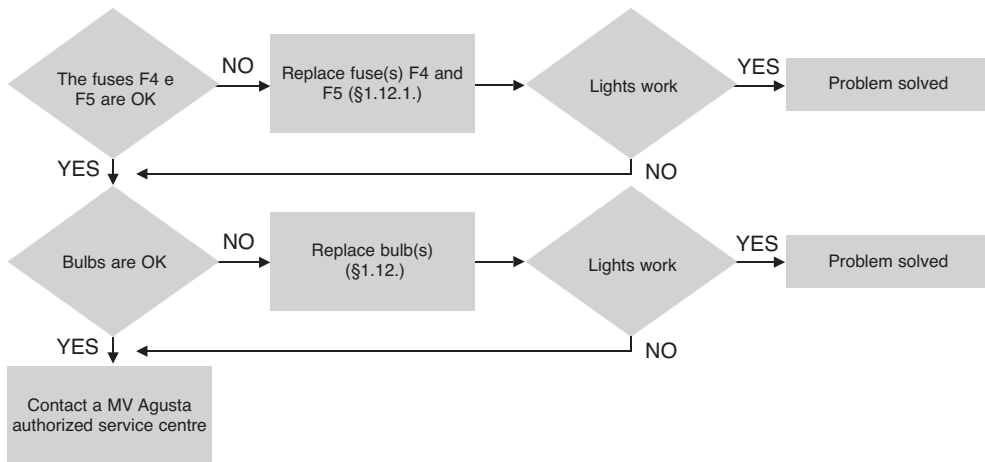 The fuses F4 e
F5 are OK
NO
Replace fuse(s) F4 and
F5 (§1.12.1.)
Lights work
YES
Problem solved
YES
NO
Bulbs are OK
NO
Replace bulb(s)
(§1.12.)
Lights work
YES
Problem solved
YES
NO
Contact a MV Agusta
authorized service centre